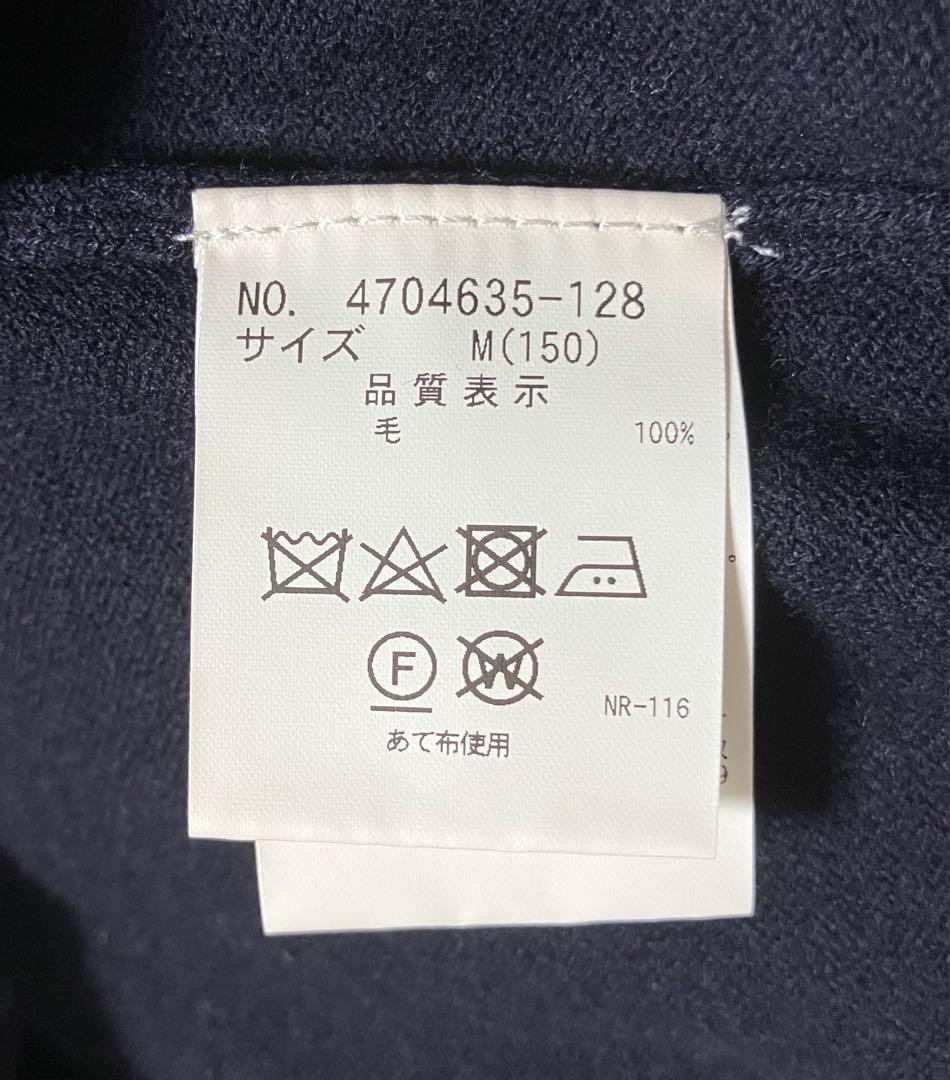 NO. 4704635-128
サイズ M(150)
品質表示
毛 100%
F W
NR-116
あて布使用